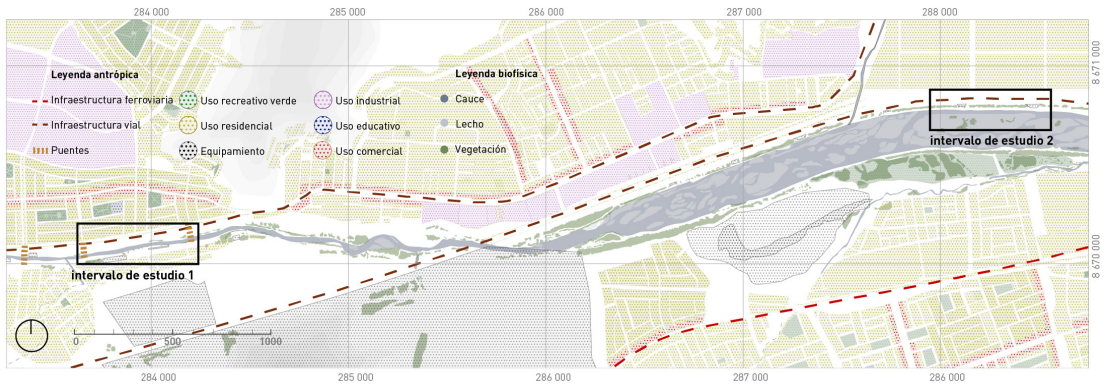 284 000
285 000
286 000
287 000
288 000
8 671 000
8 670 000
Leyenda antrópica
Infraestructura ferroviaria
Infraestructura vial
Puentes
Uso recreativo verde
Uso residencial
Equipamiento
Uso industrial
Uso educativo
Uso comercial
Leyenda biofísica
Cauce
Lecho
Vegetación
intervalo de estudio 1
intervalo de estudio 2
0
500
1000
284 000
285 000
286 000
287 000
286 000